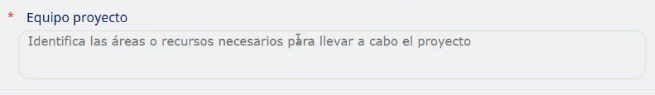 * Equipo proyecto
Identifica las áreas o recursos necesarios para llevar a cabo el proyecto